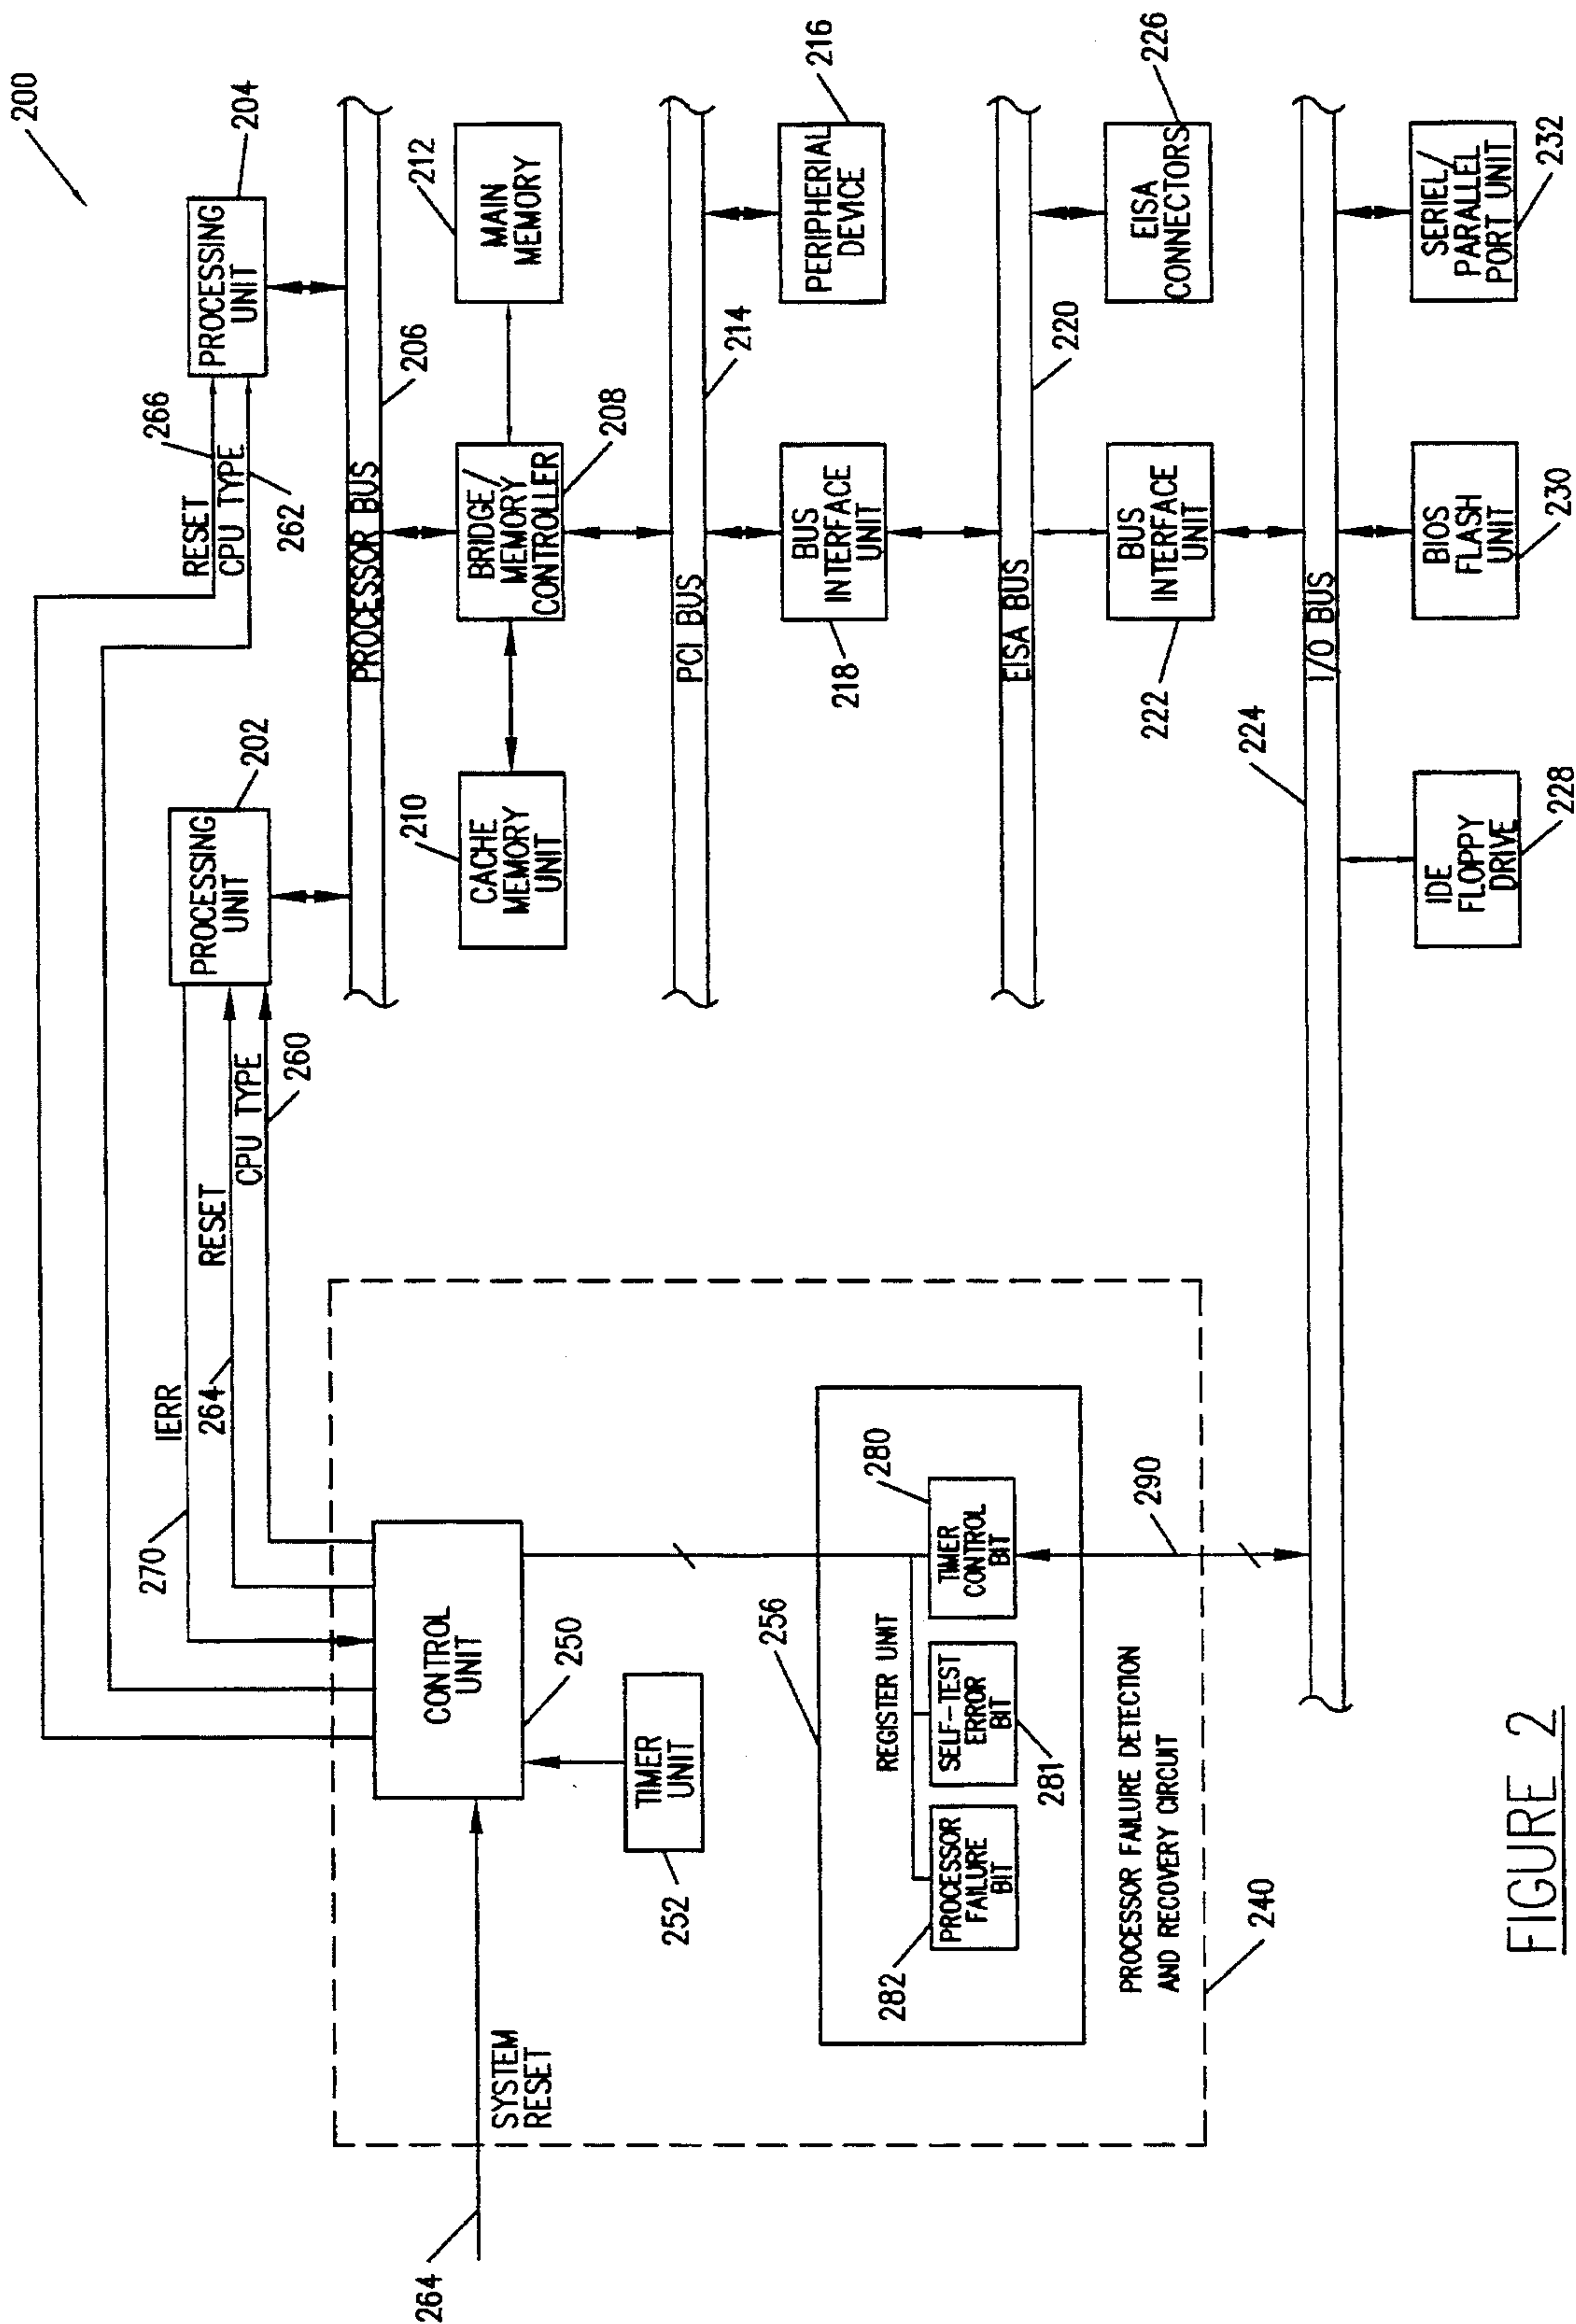 200
204
PROCESSING
UNIT
266
RESET
CPU TYPE
262
202
PROCESSING
UNIT
IERR
270
264
RESET
CPU TYPE
260
PROCESSOR BUS
206
212
MAIN
MEMORY
BRIDGE/
MEMORY
CONTROLLER
208
210
CACHE
MEMORY
UNIT
PCI BUS
214
216
PERIPHERIAL
DEVICE
BUS
INTERFACE
UNIT
218
EISA BUS
220
226
EISA
CONNECTORS
BUS
INTERFACE
UNIT
222
224
I/O BUS
SERIEL/
PARALLEL
PORT UNIT
232
BIOS
FLASH
UNIT
230
IDE
FLOPPY
DRIVE
228
CONTROL
UNIT
250
TIMER
UNIT
252
SYSTEM
RESET
264
256
REGISTER UNIT
280
TIMER
CONTROL
BIT
SELF-TEST
ERROR
BIT
281
PROCESSOR
FAILURE
BIT
282
290
PROCESSOR FAILURE DETECTION
AND RECOVERY CIRCUIT
240
FIGURE 2